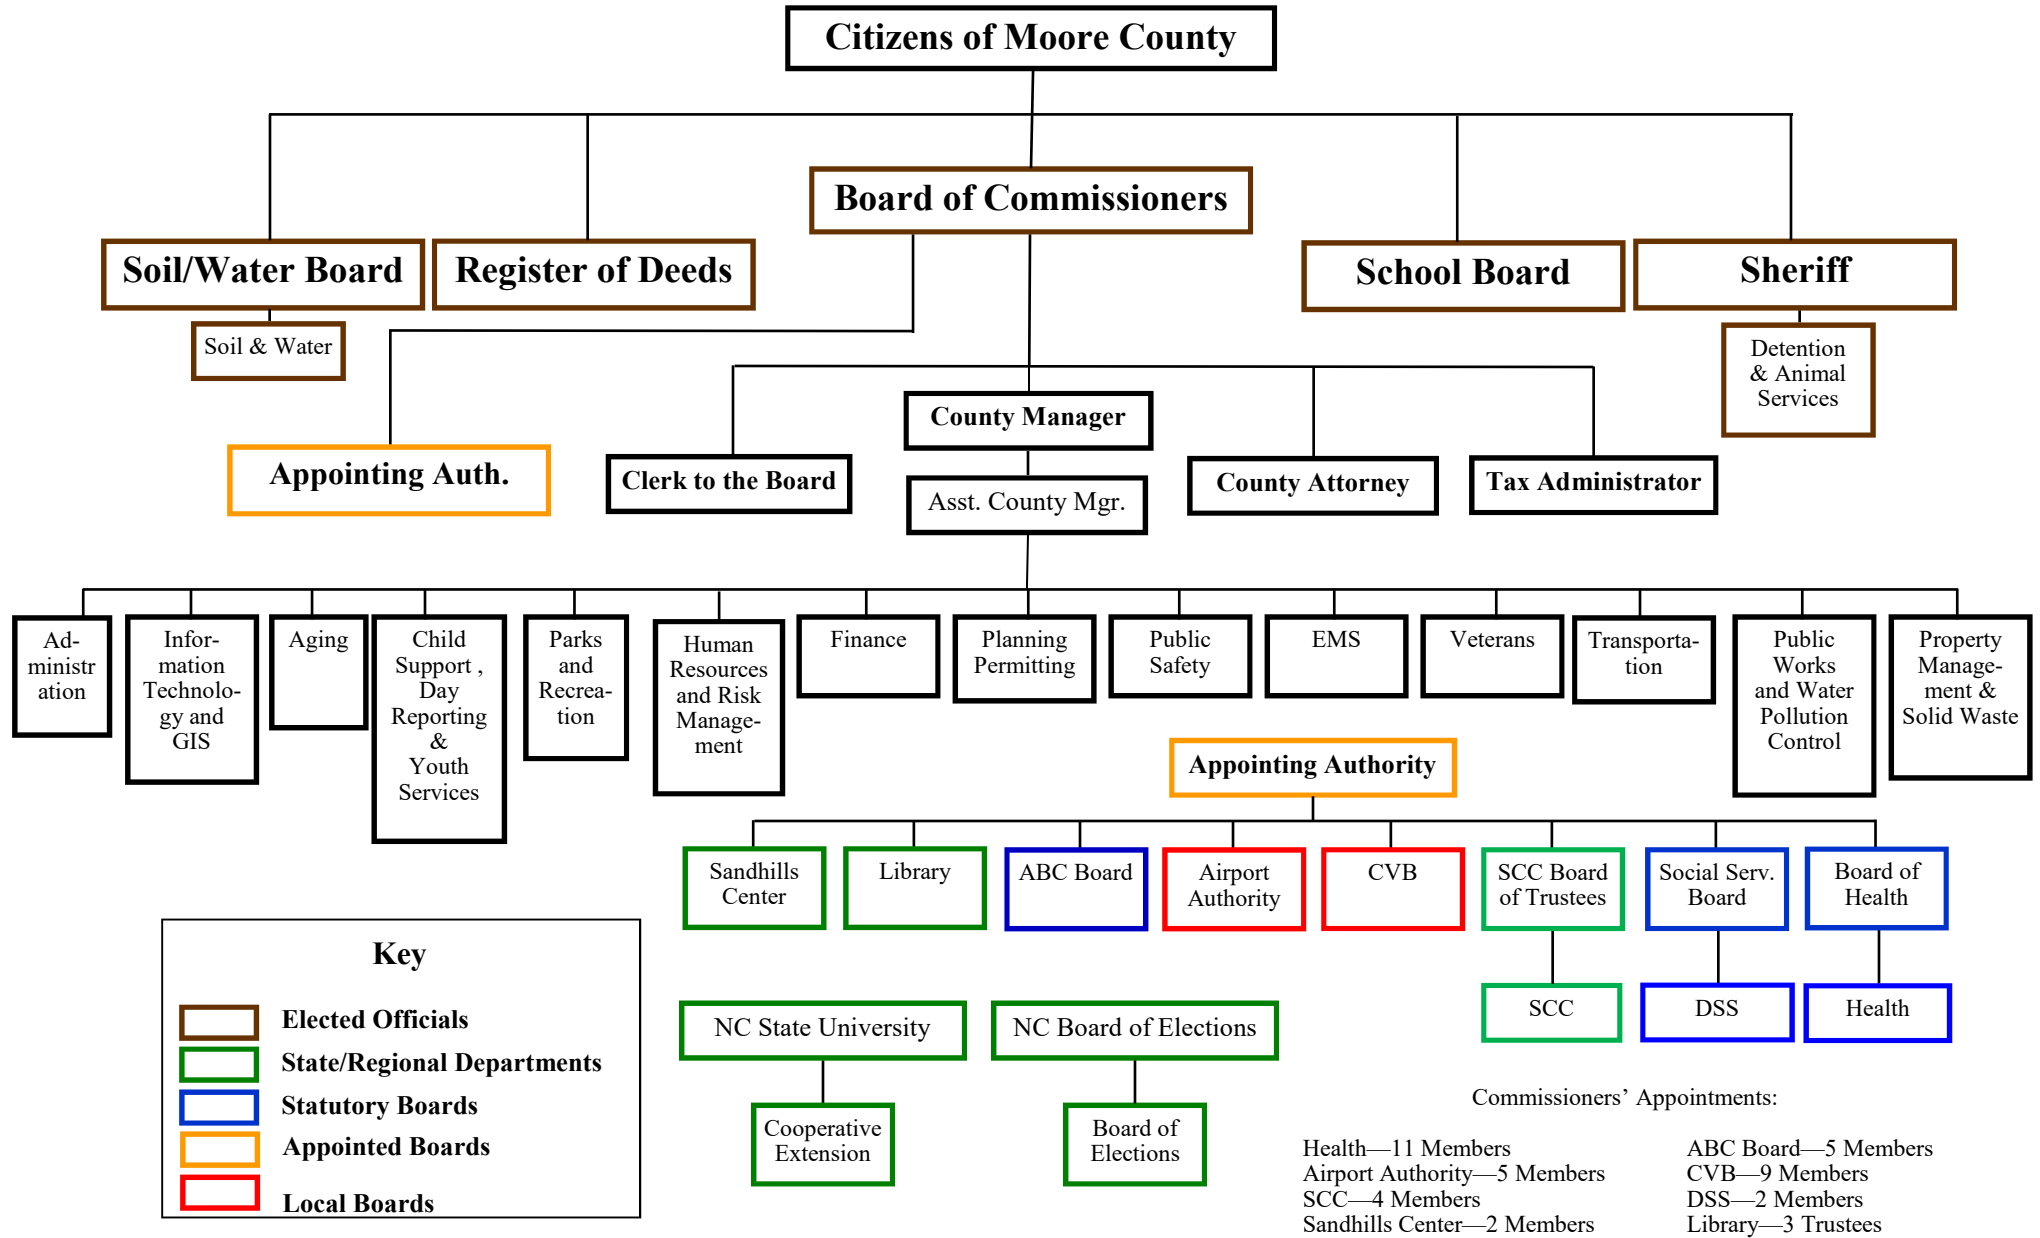 Citizens of Moore County
Board of Commissioners
Soil/Water Board
Register of Deeds
School Board
Sheriff
Soil & Water
Detention
& Animal
Services
County Manager
Appointing Auth.
Clerk to the Board
Asst. County Mgr.
County Attorney
Tax Administrator
Ad-
ministr
ation
Infor-
mation
Technolo-
gy and
GIS
Aging
Child
Support ,
Day
Reporting
&
Youth
Services
Parks
and
Recrea-
tion
Human
Resources
and Risk
Manage-
ment
Finance
Planning
Permitting
Public
Safety
EMS
Veterans
Transporta-
tion
Public
Works
and Water
Pollution
Control
Property
Manage-
ment &
Solid Waste
Appointing Authority
Sandhills
Center
Library
ABC Board
Airport
Authority
CVB
SCC Board
of Trustees
Social Serv.
Board
Board of
Health
SCC
DSS
Health
Key
Elected Officials
State/Regional Departments
Statutory Boards
Appointed Boards
Local Boards
NC State University
NC Board of Elections
Cooperative
Extension
Board of
Elections
Commissioners’ Appointments:
Health—11 Members
Airport Authority—5 Members
SCC—4 Members
Sandhills Center—2 Members
ABC Board—5 Members
CVB—9 Members
DSS—2 Members
Library—3 Trustees